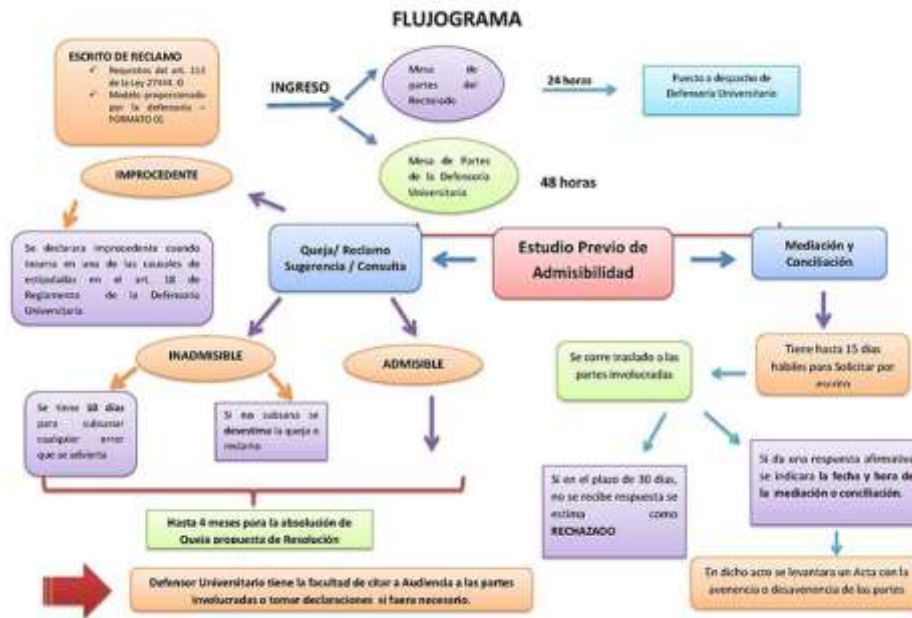 FLUJOGRAMA
ESCRITO DE RECLAMO
Requisitos del art. 113
de la Ley 27444. O
Modelo proporcionado
por la defensoría –
FORMATO 01
INGRESO
Mesa de
partes del
Rectorado
24 horas
Puesto a despacho de
Defensoría Universitaria
Mesa de Partes
de la Defensoría
Universitaria
48 horas
IMPROCEDENTE
Se declarara improcedente cuando
incurra en una de las causales de
estipuladas en el art. 18 de
Reglamento de la Defensoría
Universitaria
Queja/ Reclamo
Sugerencia / Consulta
Estudio Previo de
Admisibilidad
Mediación y
Conciliación
INADMISIBLE
ADMISIBLE
Se corre traslado a las
partes involucradas
Tiene hasta 15 días
hábiles para Solicitar por
escrito
Se tiene 10 días
para subsanar
cualquier error
que se advierta
Si no subsana se
desestima la queja o
reclamo
Si en el plazo de 30 días,
no se recibe respuesta se
estima como
RECHAZADO
Si da una respuesta afirmativa
se indicara la fecha y hora de
la mediación o conciliación.
Hasta 4 meses para la absolución de
Queja propuesta de Resolución
Defensor Universitario tiene la facultad de citar a Audiencia a las partes
involucradas o tomar declaraciones si fuera necesario.
En dicho acto se levantara un Acta con la
avenencia o desavenencia de las partes